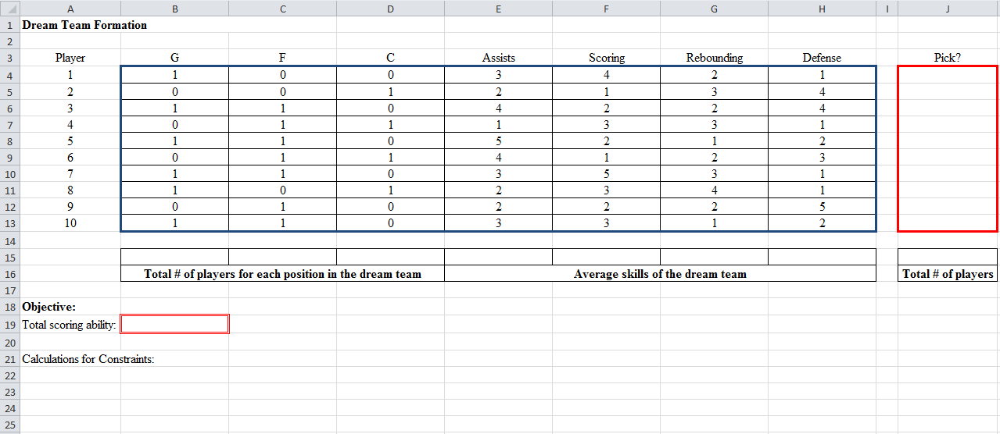 A B C D E F G H I J
1 Dream Team Formation
2
3 Player G F C Assists Scoring Rebounding Defense Pick?
4 1 1 0 0 3 4 2 1
5 2 0 0 1 2 1 3 4
6 3 1 1 0 4 2 2 4
7 4 0 1 1 1 3 3 1
8 5 1 1 0 5 2 1 2
9 6 0 1 1 4 1 2 3
10 7 1 1 0 3 5 3 1
11 8 1 0 1 2 3 4 1
12 9 0 1 0 2 2 2 5
13 10 1 1 0 3 3 1 2
14
15
16 Total # of players for each position in the dream team Average skills of the dream team Total # of players
17
18 Objective:
19 Total scoring ability:
20
21 Calculations for Constraints:
22
23
24
25